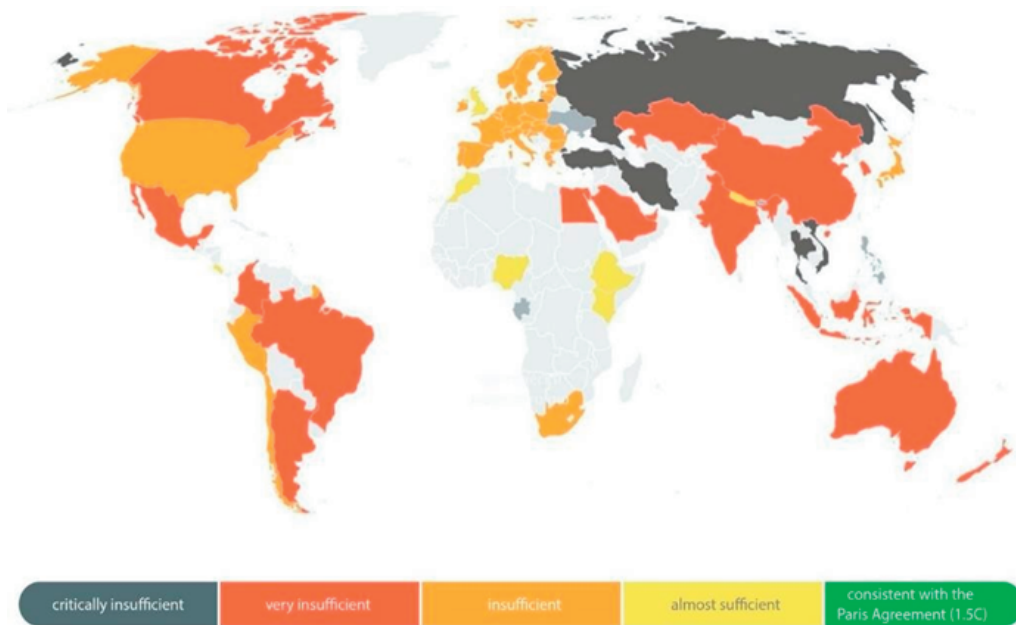 critically insufficient
very insufficient
insufficient
almost sufficient
consistent with the
Paris Agreement (1.5C)